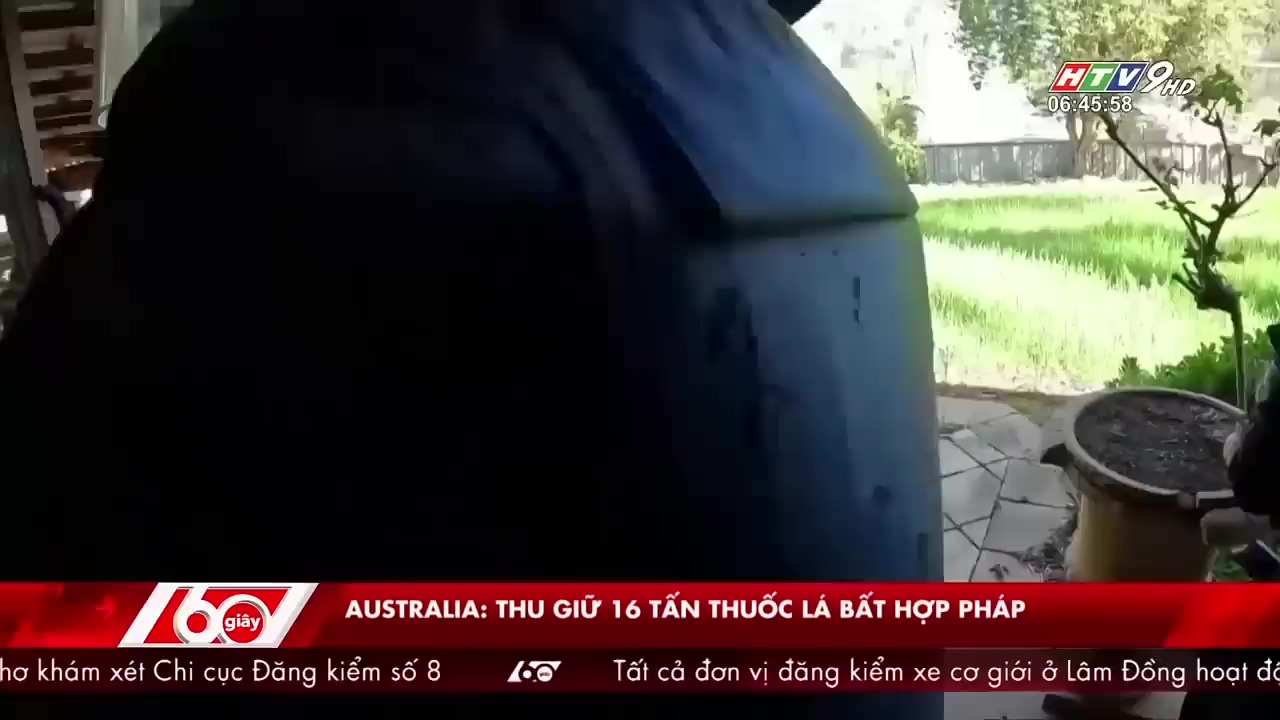 HTV9HD
06:45:58
60 giây
AUSTRALIA: THU GIỮ 16 TẤN THUỐC LÁ BẤT HỢP PHÁP
khám xét Chi cục Đăng kiểm số 8
60
Tất cả đơn vị đăng kiểm xe cơ giới ở Lâm Đồng hoạt